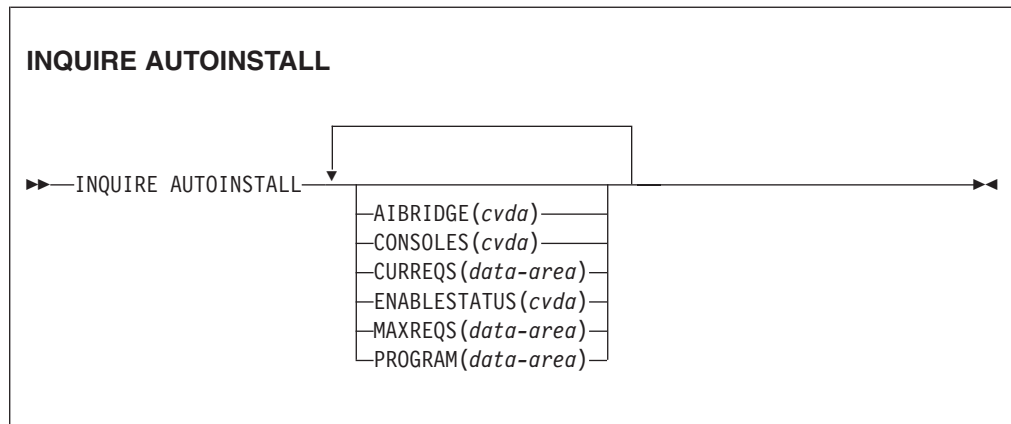 INQUIRE AUTOINSTALL
INQUIRE AUTOINSTALL
AIBRIDGE(cvda)
CONSOLES(cvda)
CURREQS(data-area)
ENABLESTATUS(cvda)
MAXREQS(data-area)
PROGRAM(data-area)